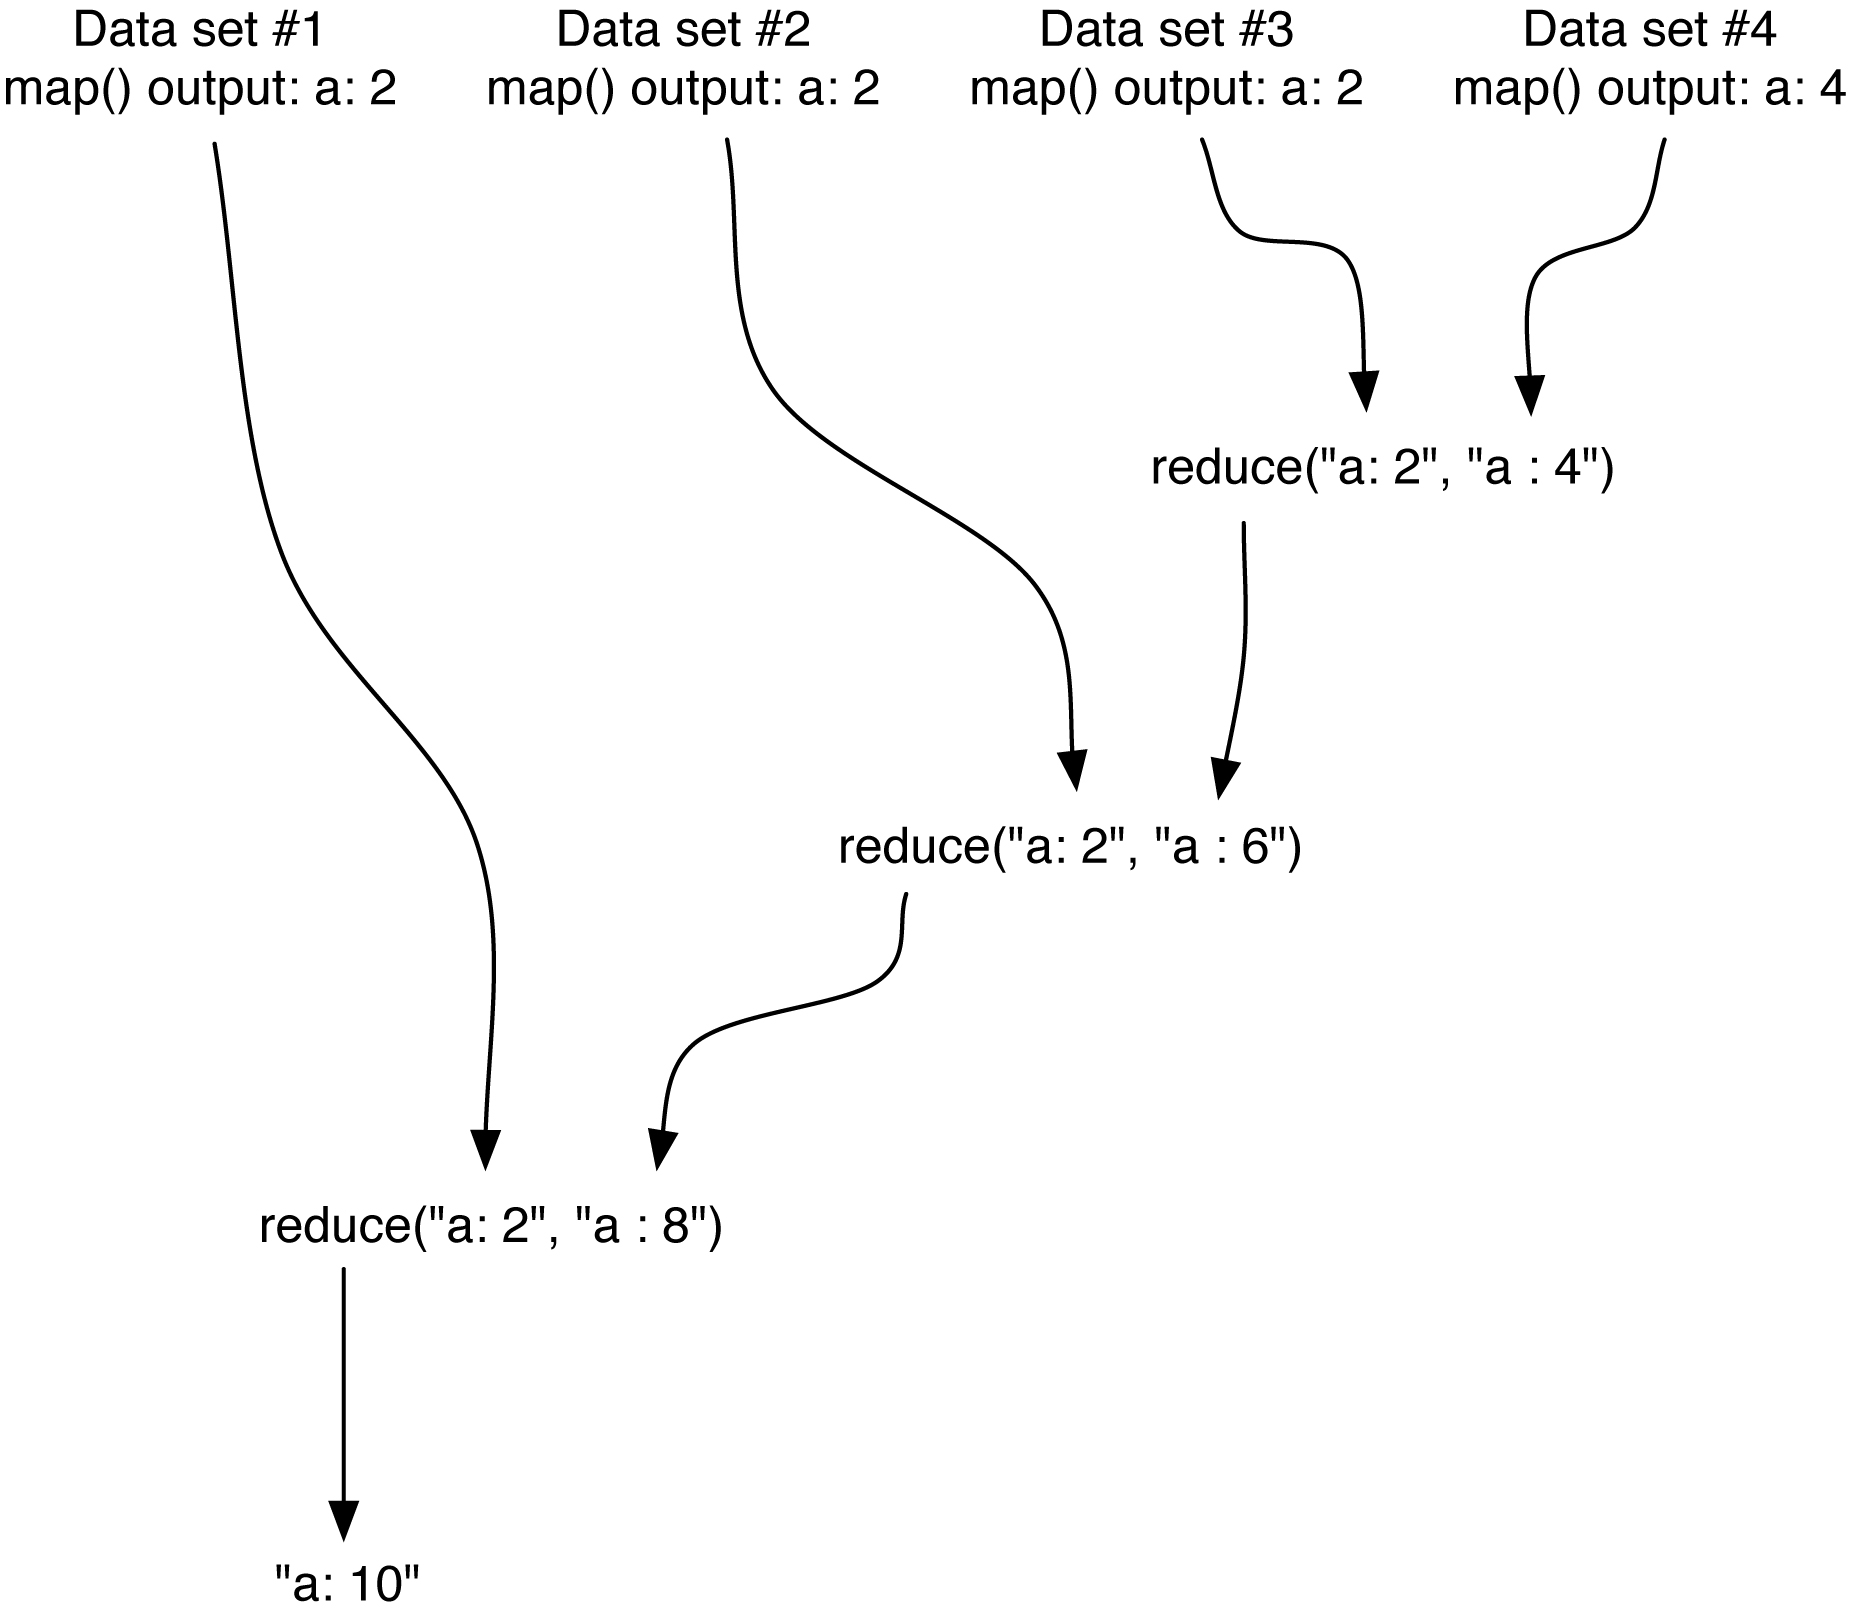 Data set #1
map() output: a: 2
Data set #2
map() output: a: 2
Data set #3
map() output: a: 2
Data set #4
map() output: a: 4
reduce("a: 2", "a : 4")
reduce("a: 2", "a : 6")
reduce("a: 2", "a : 8")
"a: 10"